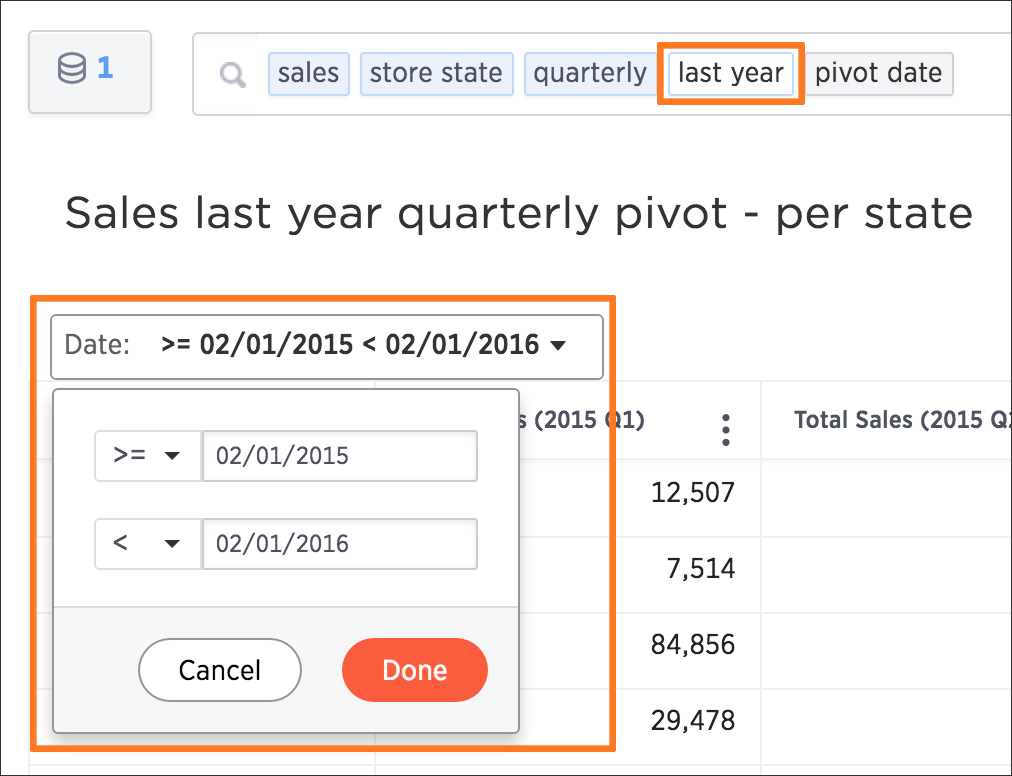 1
sales store state quarterly last year pivot date
Sales last year quarterly pivot - per state
Date: >= 02/01/2015 < 02/01/2016
s (2015 Q1) Total Sales (2015 Q2
>= 02/01/2015
12,507
< 02/01/2016
7,514
84,856
Cancel Done
29,478